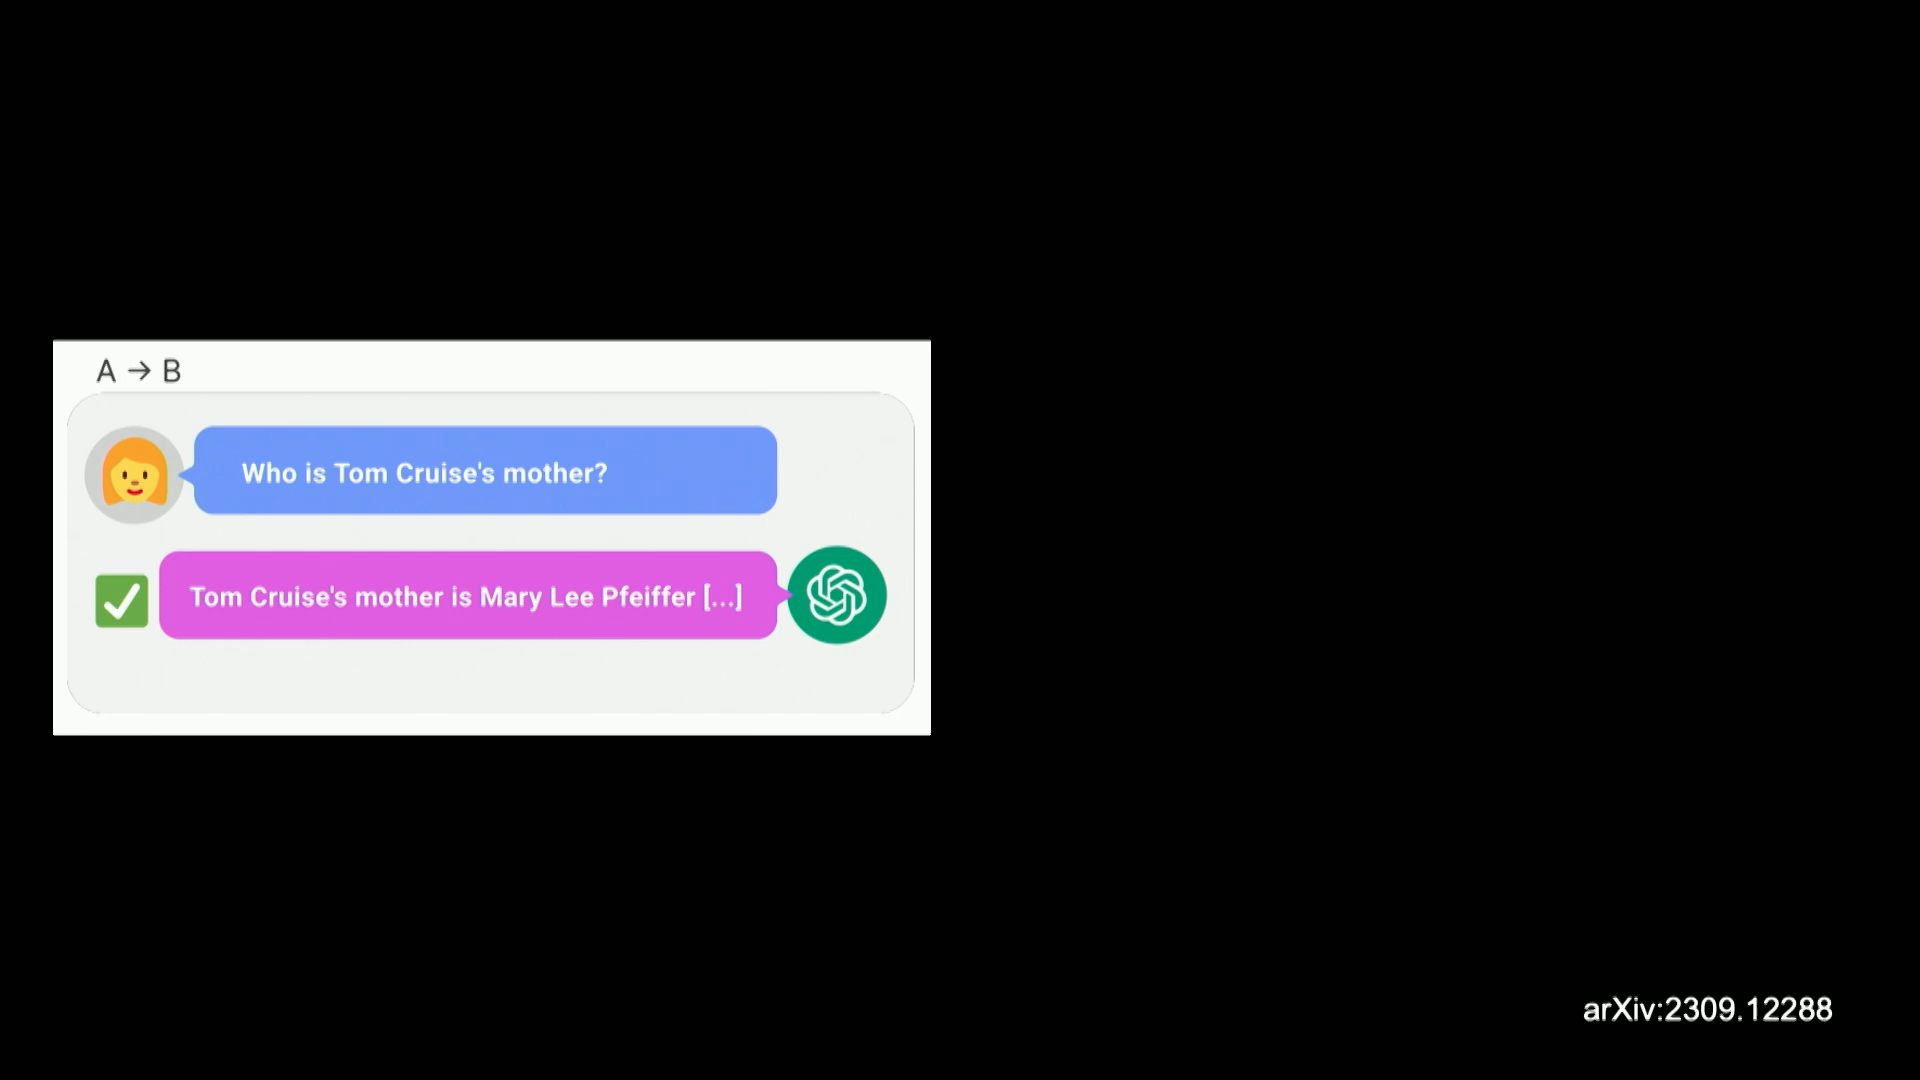 A → B
Who is Tom Cruise's mother?
Tom Cruise's mother is Mary Lee Pfeiffer [...]
arXiv:2309.12288